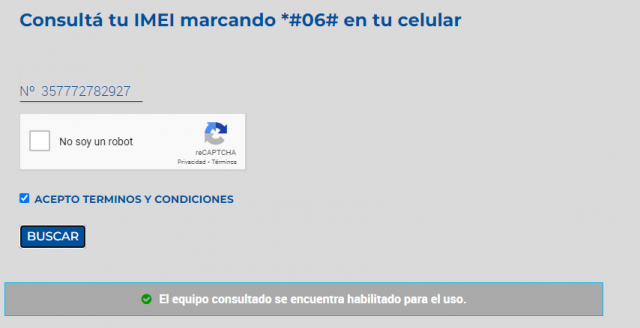 Consultá tu IMEI marcando *#06# en tu celular
Nº 357772782927
No soy un robot
reCAPTCHA
Privacidad • Términos
ACEPTO TERMINOS Y CONDICIONES
BUSCAR
El equipo consultado se encuentra habilitado para el uso.